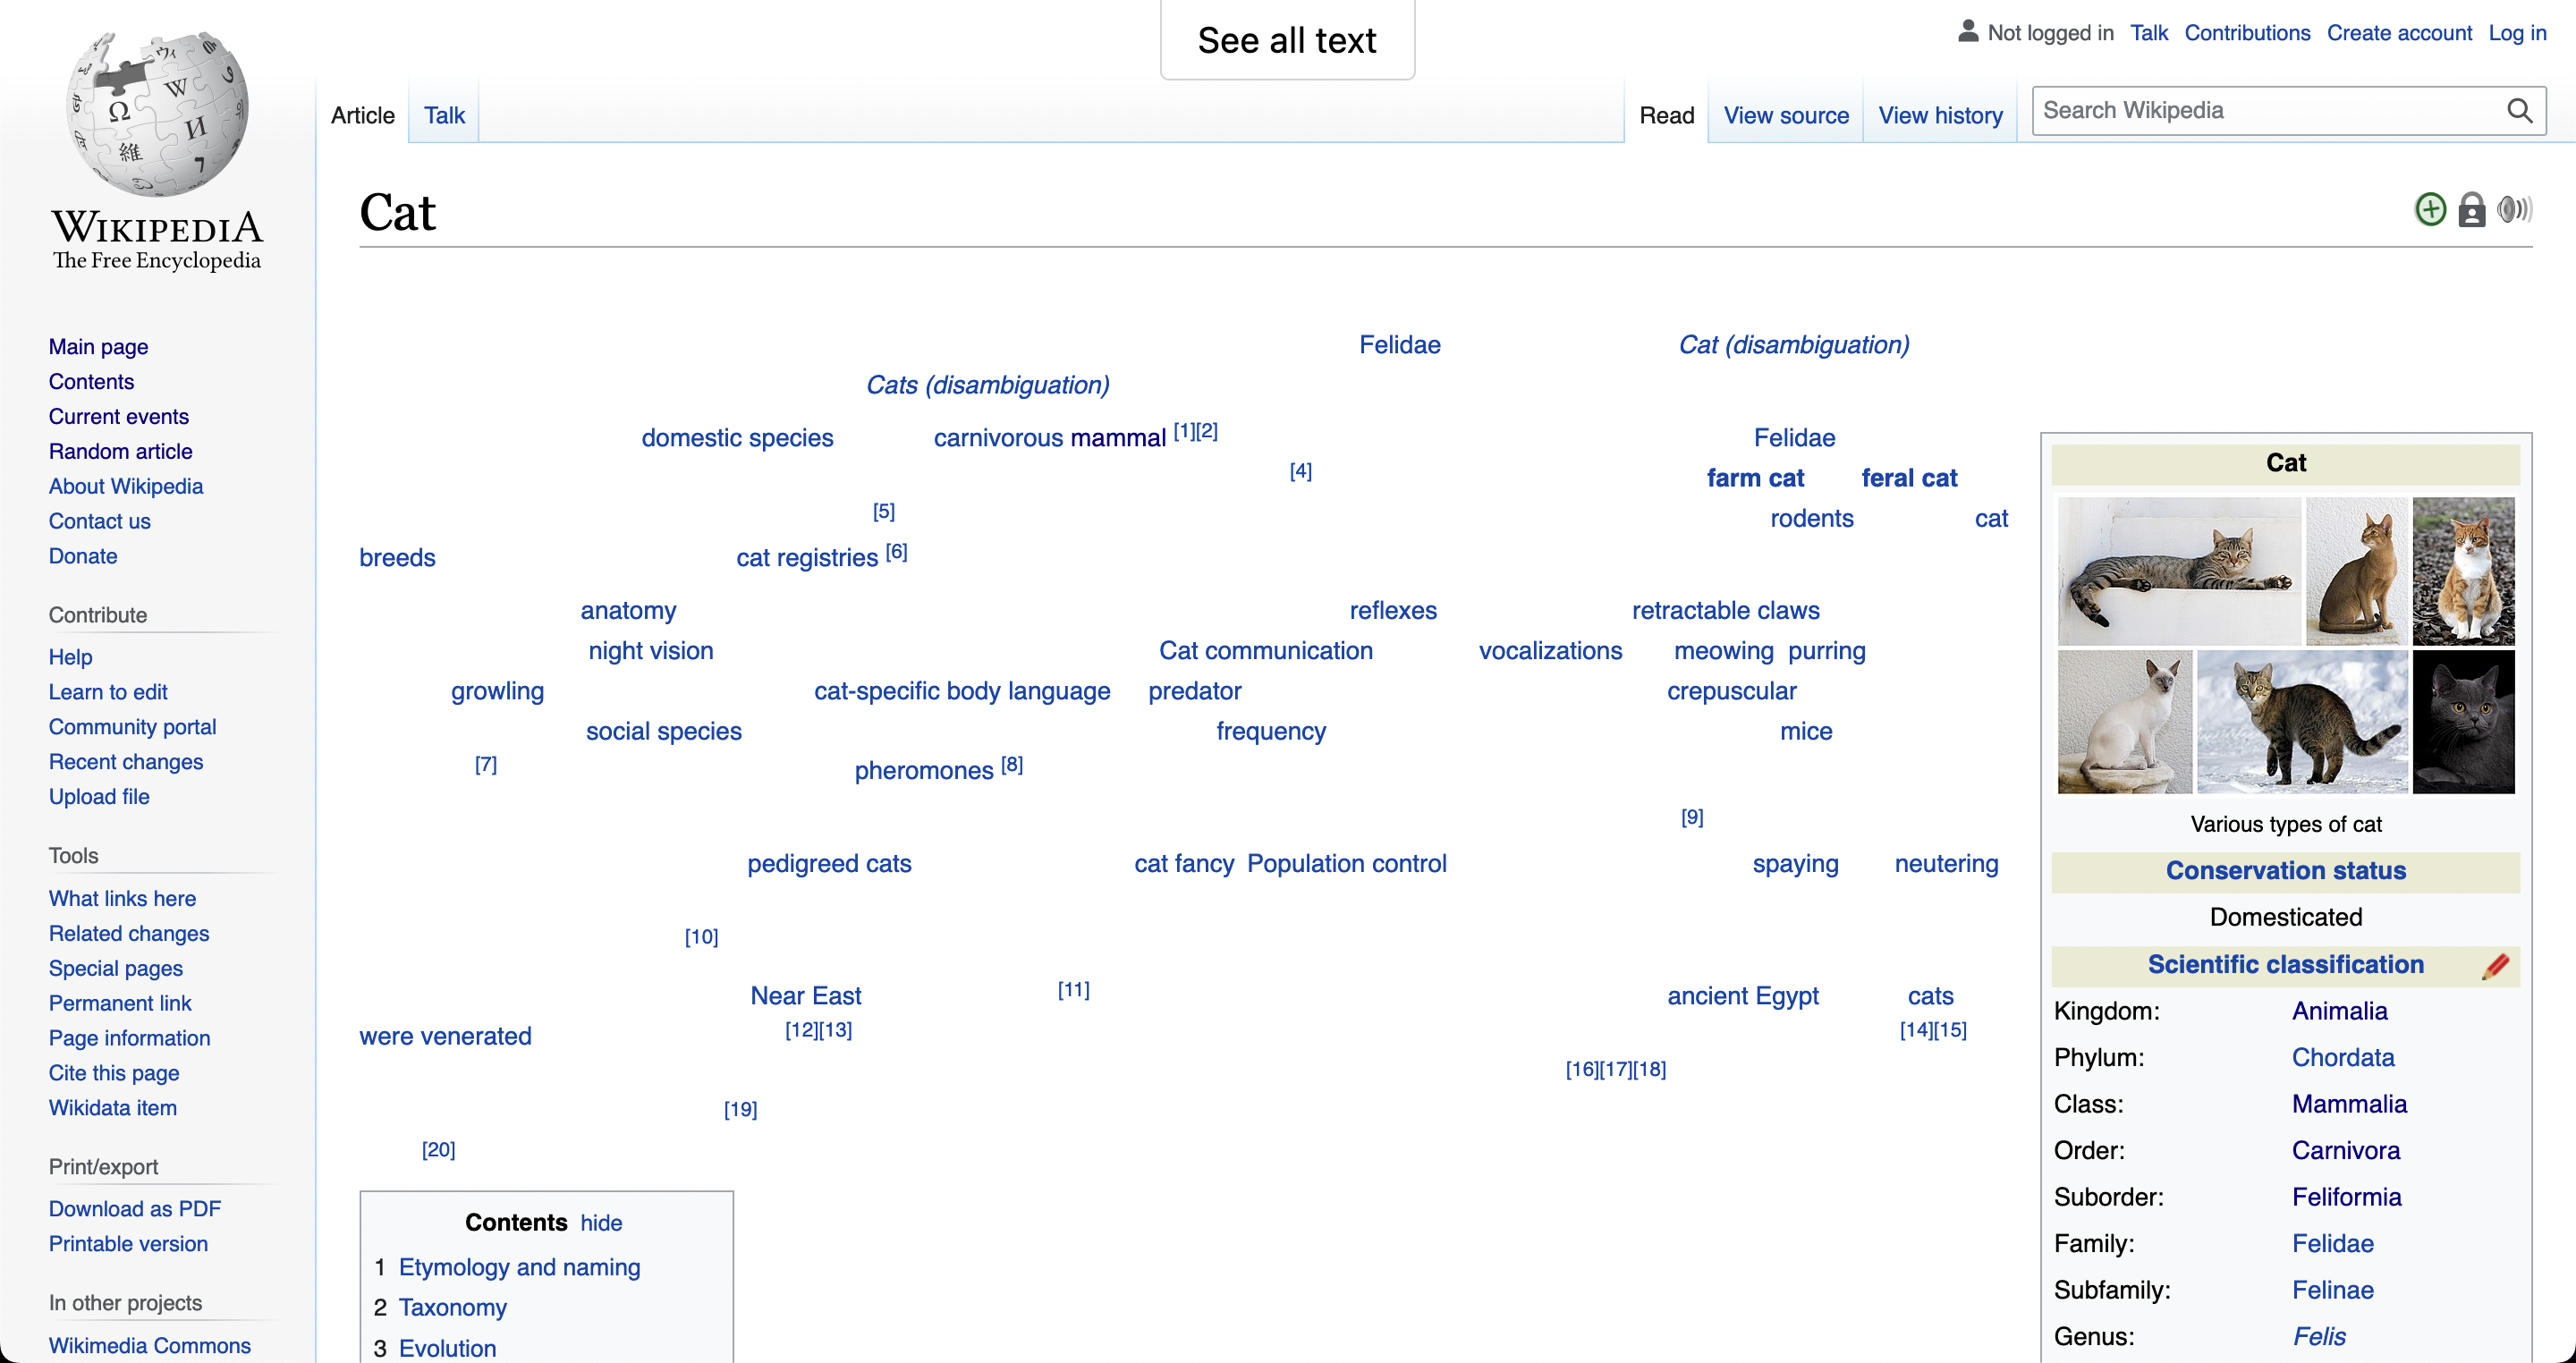 See all text
Not logged in Talk Contributions Create account Log in
Article Talk Read View source View history Search Wikipedia
WIKIPEDIA
The Free Encyclopedia
Main page
Contents
Current events
Random article
About Wikipedia
Contact us
Donate
Contribute
Help
Learn to edit
Community portal
Recent changes
Upload file
Tools
What links here
Related changes
Special pages
Permanent link
Page information
Cite this page
Wikidata item
Print/export
Download as PDF
Printable version
In other projects
Wikimedia Commons
Cat
Felidae Cat (disambiguation)
Cats (disambiguation)
domestic species carnivorous mammal [1][2] Felidae
[4] farm cat feral cat
[5] rodents cat
breeds cat registries [6]
anatomy reflexes retractable claws
night vision Cat communication vocalizations meowing purring
growling cat-specific body language predator crepuscular
social species frequency mice
[7] pheromones [8]
[9]
pedigreed cats cat fancy Population control spaying neutering
[10]
Near East [11] ancient Egypt cats
were venerated [12][13] [14][15]
[16][17][18]
[19]
[20]
Contents hide
1 Etymology and naming
2 Taxonomy
3 Evolution
Cat
Various types of cat
Conservation status
Domesticated
Scientific classification
Kingdom: Animalia
Phylum: Chordata
Class: Mammalia
Order: Carnivora
Suborder: Feliformia
Family: Felidae
Subfamily: Felinae
Genus: Felis